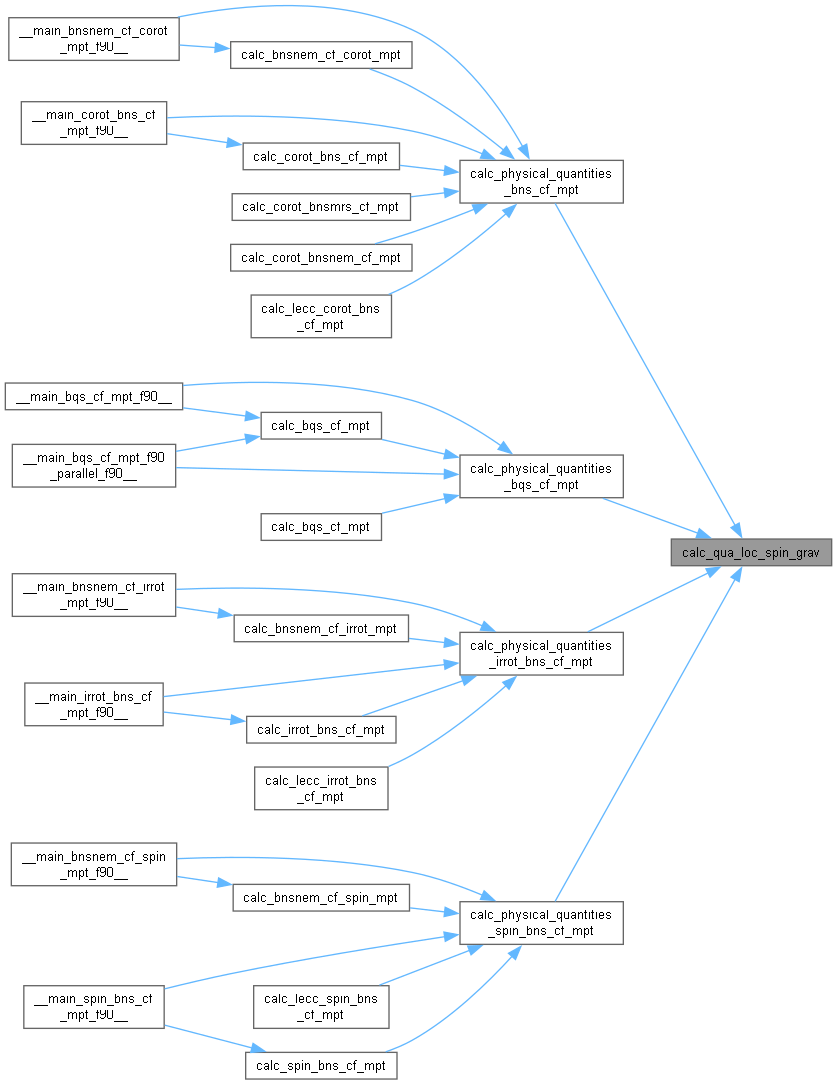 __main_bnsnem_cf_corot
_mpt_f90__
calc_bnsnem_cf_corot_mpt
__main_corot_bns_cf
_mpt_f90__
calc_corot_bns_cf_mpt
calc_physical_quantities
_bns_cf_mpt
calc_corot_bnsmrs_cf_mpt
calc_corot_bnsnem_cf_mpt
calc_lecc_corot_bns
_cf_mpt
__main_bqs_cf_mpt_f90__
calc_bqs_cf_mpt
__main_bqs_cf_mpt_f90
_parallel_f90__
calc_physical_quantities
_bqs_cf_mpt
calc_bqs_cf_mpt
calc_qua_loc_spin_grav
__main_bnsnem_cf_irrot
_mpt_f90__
calc_bnsnem_cf_irrot_mpt
calc_physical_quantities
_irrot_bns_cf_mpt
__main_irrot_bns_cf
_mpt_f90__
calc_irrot_bns_cf_mpt
calc_lecc_irrot_bns
_cf_mpt
__main_bnsnem_cf_spin
_mpt_f90__
calc_bnsnem_cf_spin_mpt
calc_physical_quantities
_spin_bns_cf_mpt
__main_spin_bns_cf
_mpt_f90__
calc_lecc_spin_bns
_cf_mpt
calc_spin_bns_cf_mpt